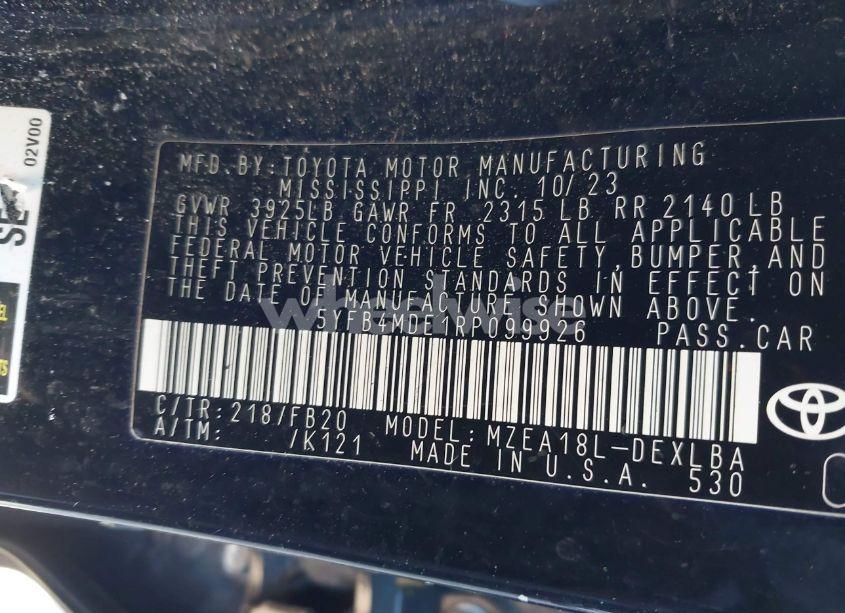 MFD. BY: TOYOTA MOTOR MANUFACTURING
MISSISSIPPI INC. 10/23
GVWR 3925LB GAWR FR 2315 LB RR 2140 LB
THIS VEHICLE CONFORMS TO ALL APPLICABLE
FEDERAL MOTOR VEHICLE SAFETY, BUMPER, AND
THEFT PREVENTION STANDARDS IN EFFECT ON
THE DATE OF MANUFACTURE SHOWN ABOVE.
PASS.CAR
C/TR: 218/FB20 MODEL: MZEA18L-DEXLBA
A/TM: /K121 MADE IN U.S.A. 530
02V00
wheelwise